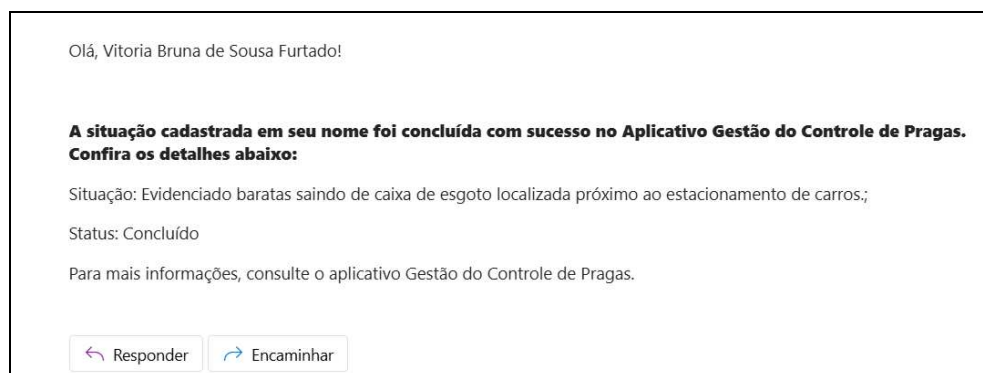 Olá, Vitoria Bruna de Sousa Furtado!
A situação cadastrada em seu nome foi concluída com sucesso no Aplicativo Gestão do Controle de Pragas.
Confira os detalhes abaixo:
Situação: Evidenciado baratas saindo de caixa de esgoto localizada próximo ao estacionamento de carros.;
Status: Concluído
Para mais informações, consulte o aplicativo Gestão do Controle de Pragas.
Responder Encaminhar